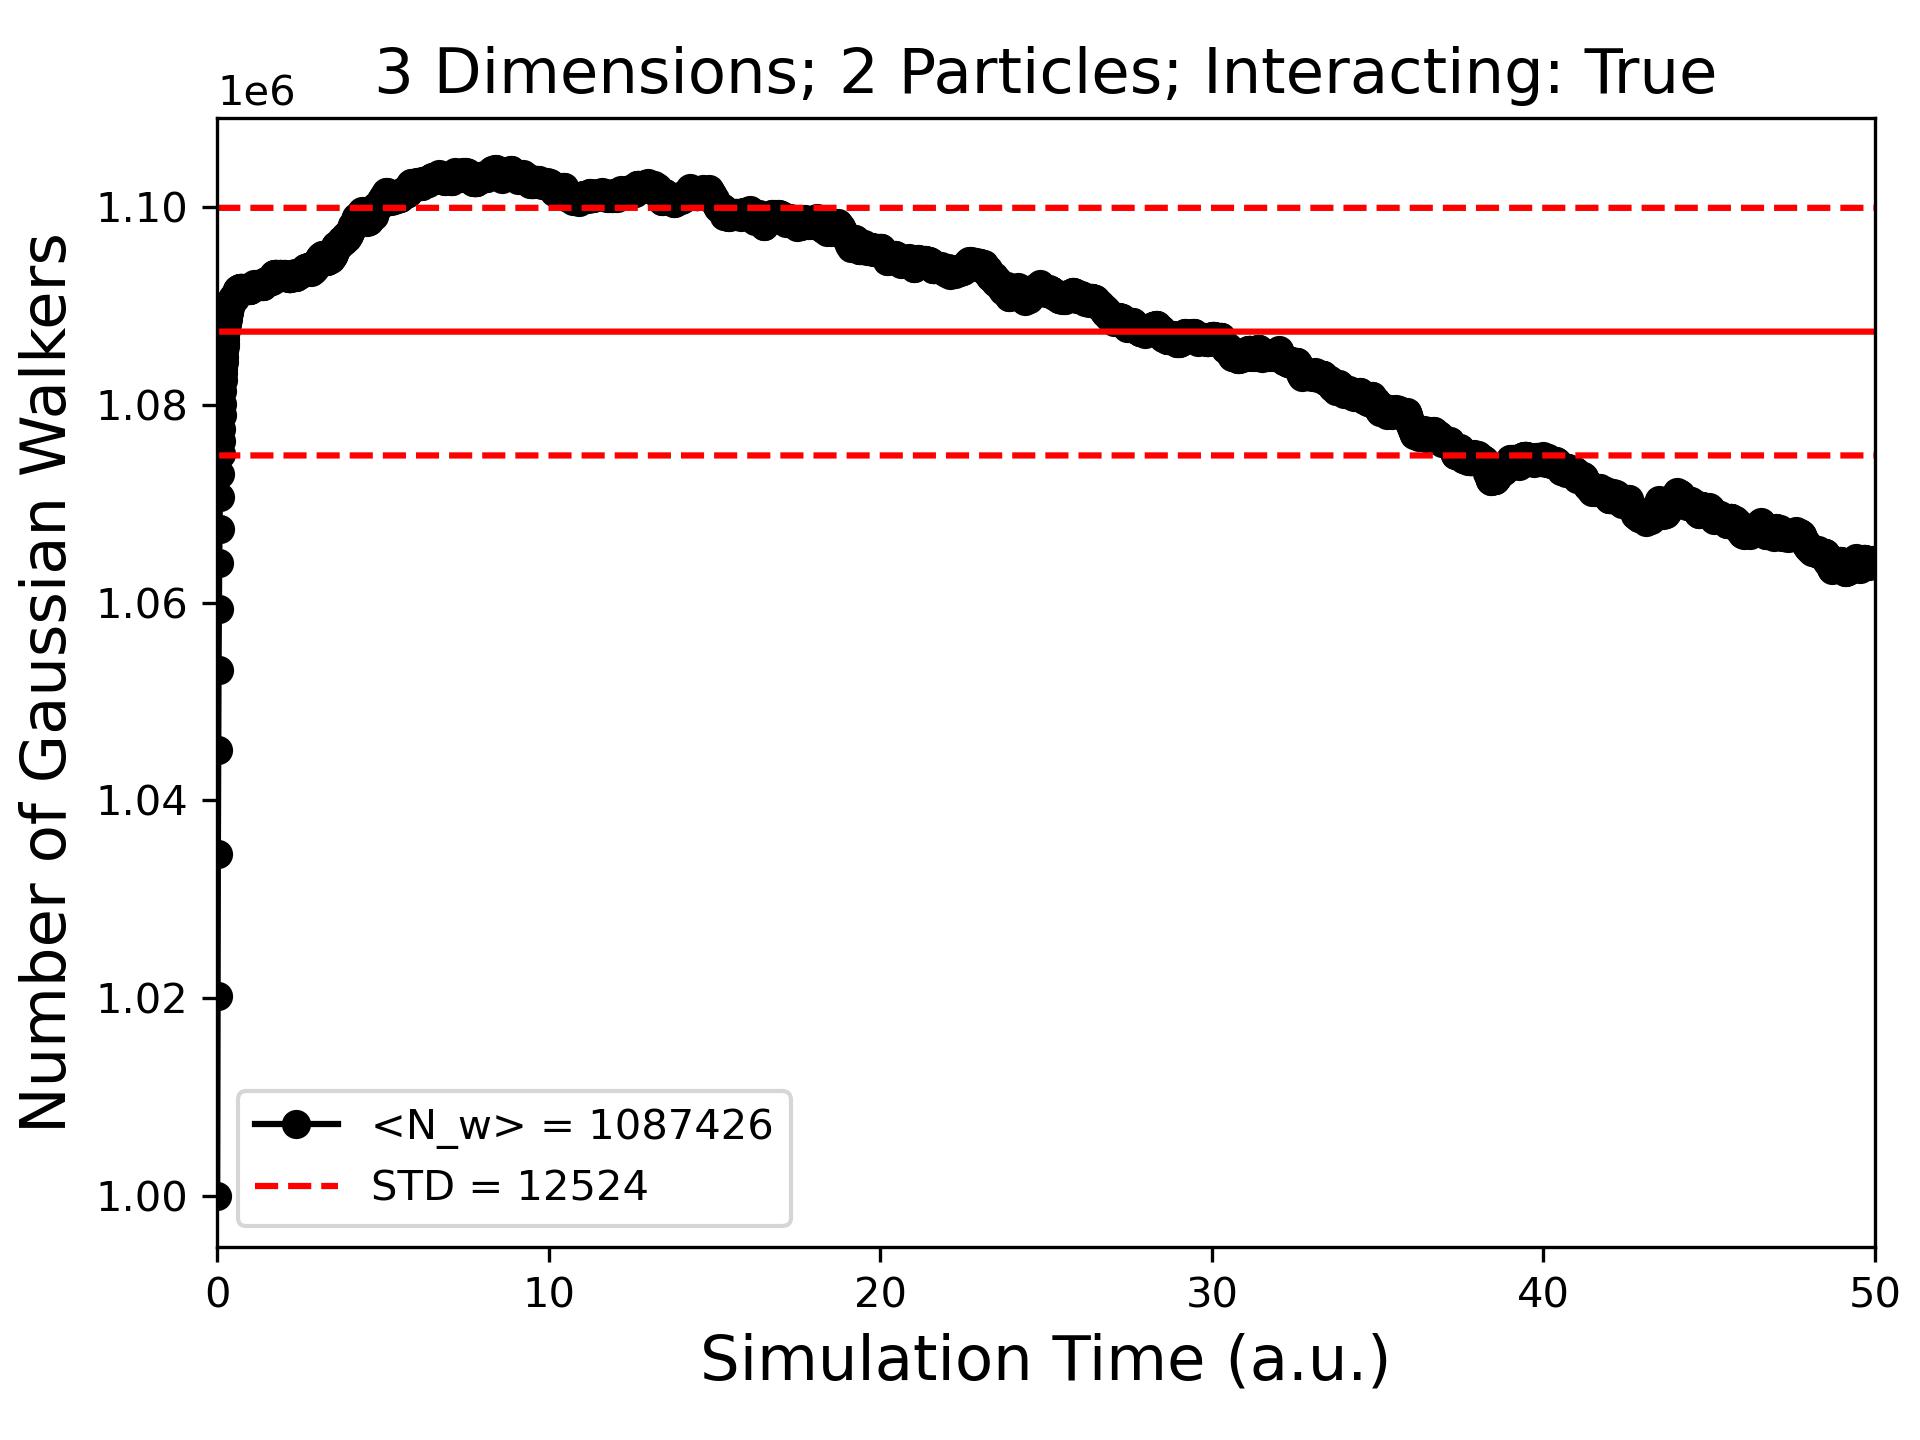 3 Dimensions; 2 Particles; Interacting: True
1e6
Number of Gaussian Walkers
1.10
1.08
1.06
1.04
1.02
1.00
<N_w> = 1087426
STD = 12524
0 10 20 30 40 50
Simulation Time (a.u.)